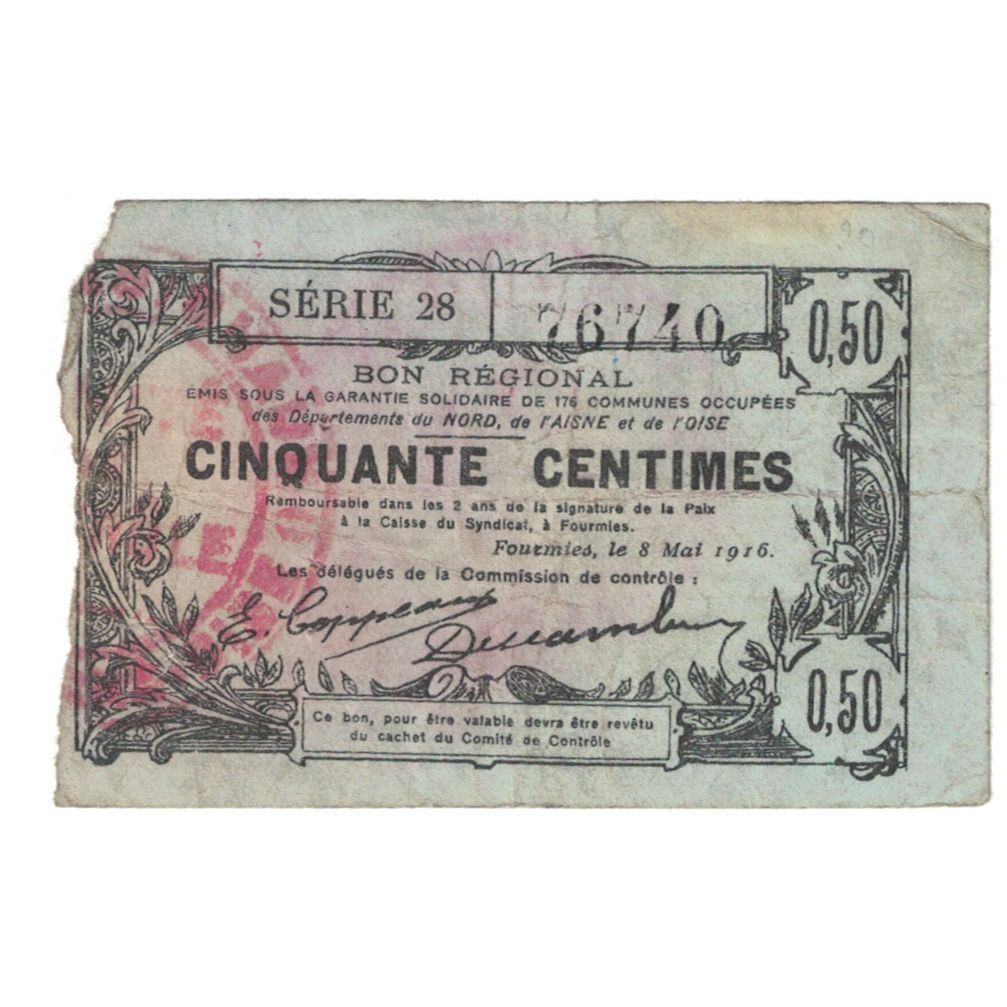 SÉRIE 28 76740
0,50
BON RÉGIONAL
EMIS SOUS LA GARANTIE SOLIDAIRE DE 176 COMMUNES OCCUPÉES
des Départements du NORD, de l'AISNE et de l'OISE
CINQUANTE CENTIMES
Remboursable dans les 2 ans de la signature de la Paix
à la Caisse du Syndicat, à Fourmies.
Fourmies, le 8 Mai 1916.
Les délégués de la Commission de contrôle :
0,50
Ce bon, pour être valable devra être revêtu
du cachet du Comité de Contrôle